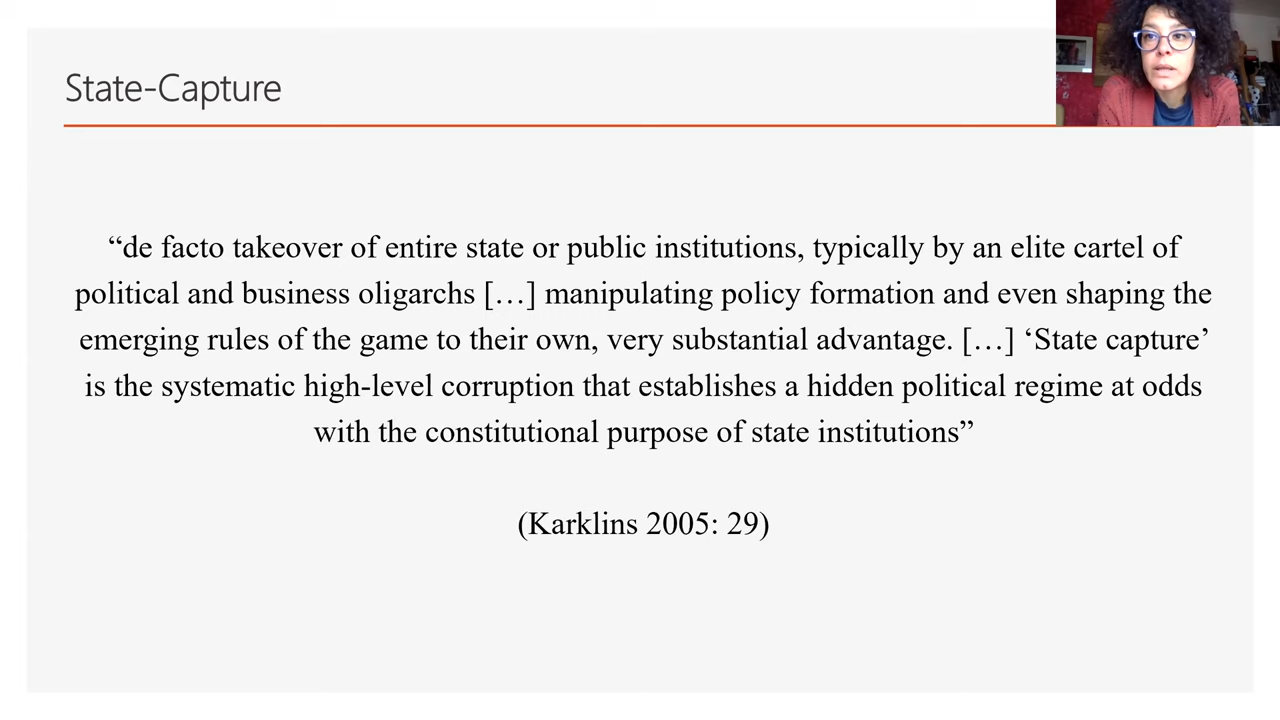 State-Capture
“de facto takeover of entire state or public institutions, typically by an elite cartel of
political and business oligarchs […] manipulating policy formation and even shaping the
emerging rules of the game to their own, very substantial advantage. […] ‘State capture’
is the systematic high-level corruption that establishes a hidden political regime at odds
with the constitutional purpose of state institutions”
(Karklins 2005: 29)